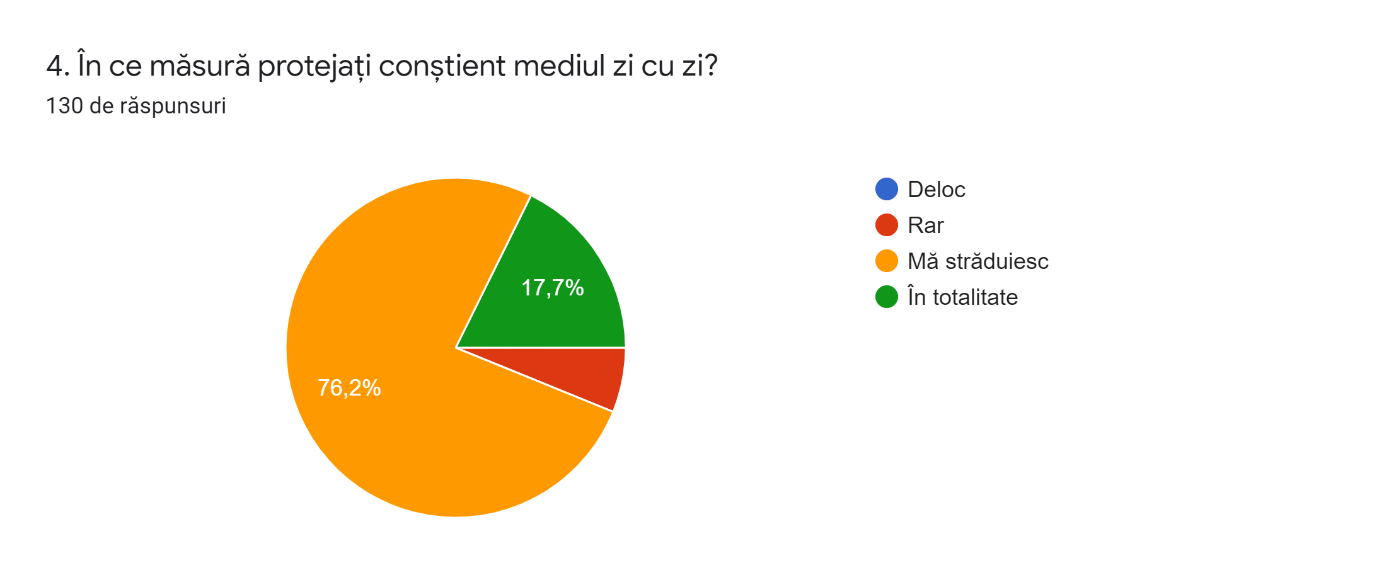 4. În ce măsură protejați conștient mediul zi cu zi?
130 de răspunsuri
Deloc
Rar
Mă străduiesc
În totalitate
17,7%
76,2%